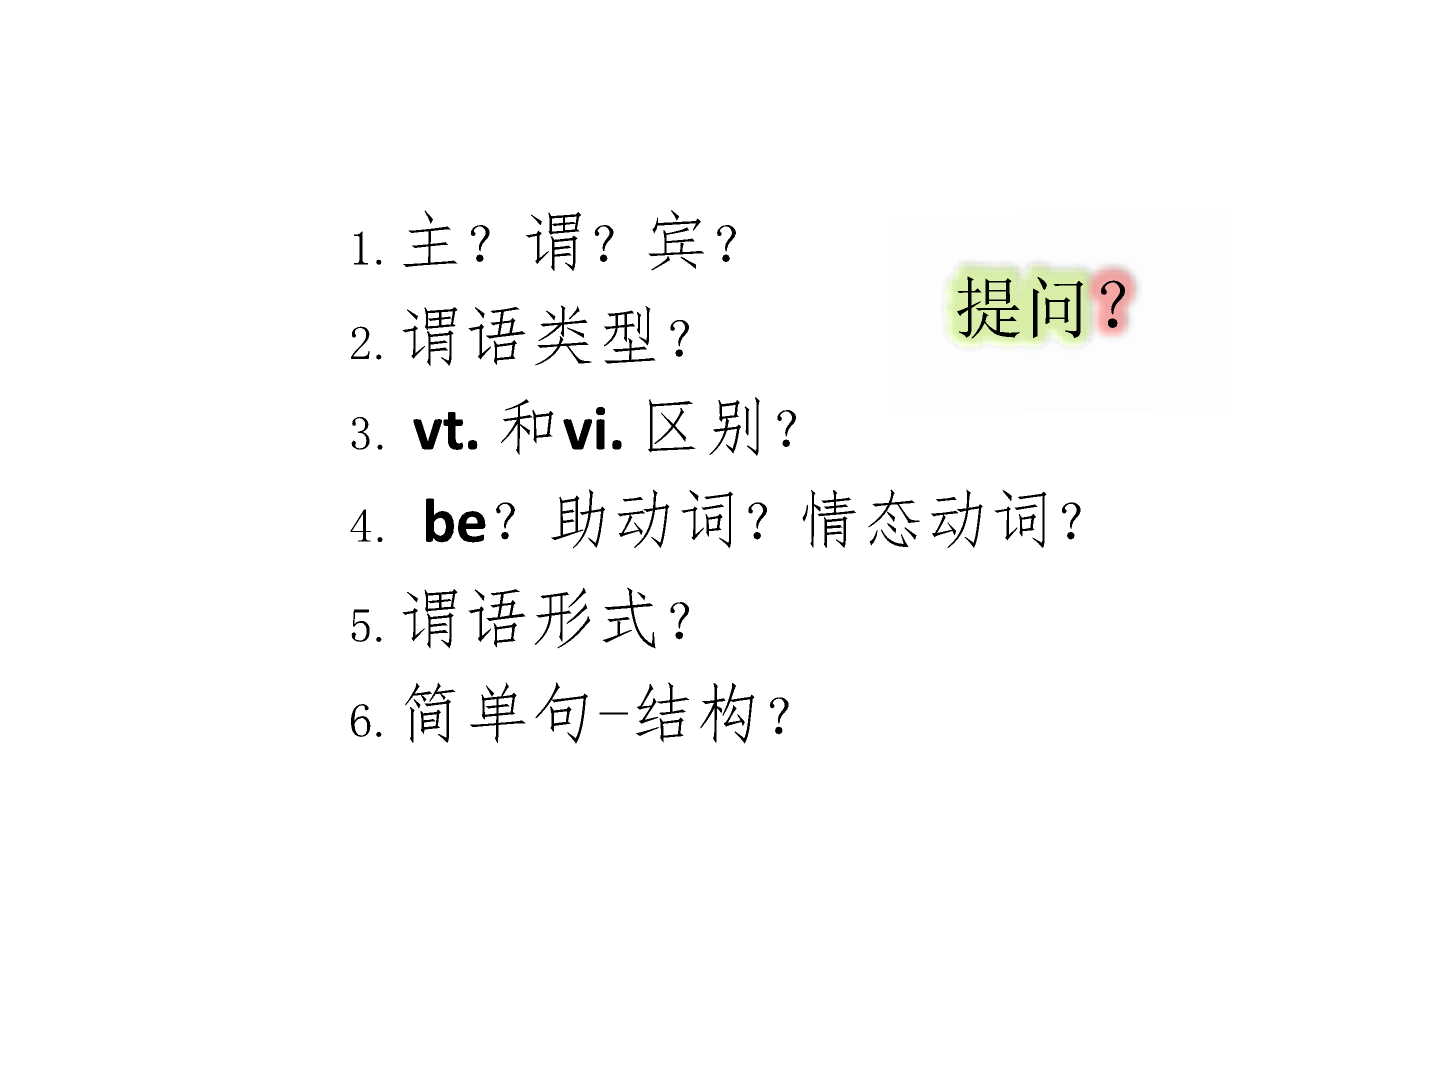 1. 主？谓？宾？
提问？
2. 谓语类型？
3. vt. 和vi. 区别？
4. be？助动词？情态动词？
5. 谓语形式？
6. 简单句-结构？